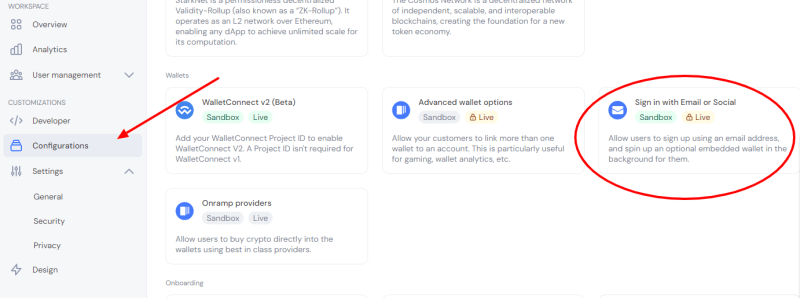 WORKSPACE
Overview
Analytics
User management
CUSTOMIZATIONS
Developer
Configurations
Settings
General
Security
Privacy
Design
StarkNet is a permissionless decentralized
Validity-Rollup (also known as a “ZK-Rollup”). It
operates as an L2 network over Ethereum,
enabling any dApp to achieve unlimited scale for
its computation.
The Cosmos Network is a decentralized network
of independent, scalable, and interoperable
blockchains, creating the foundation for a new
token economy.
Wallets
WalletConnect v2 (Beta)
Sandbox Live
Add your WalletConnect Project ID to enable
WalletConnect V2. A Project ID isn't required for
WalletConnect v1.
Advanced wallet options
Sandbox Live
Allow your customers to link more than one
wallet to an account. This is particularly useful
for gaming, wallet analytics, etc.
Sign in with Email or Social
Sandbox Live
Allow users to sign up using an email address,
and spin up an optional embedded wallet in the
background for them.
Onramp providers
Sandbox Live
Allow users to buy crypto directly into the
wallets using best in class providers.
Onboarding